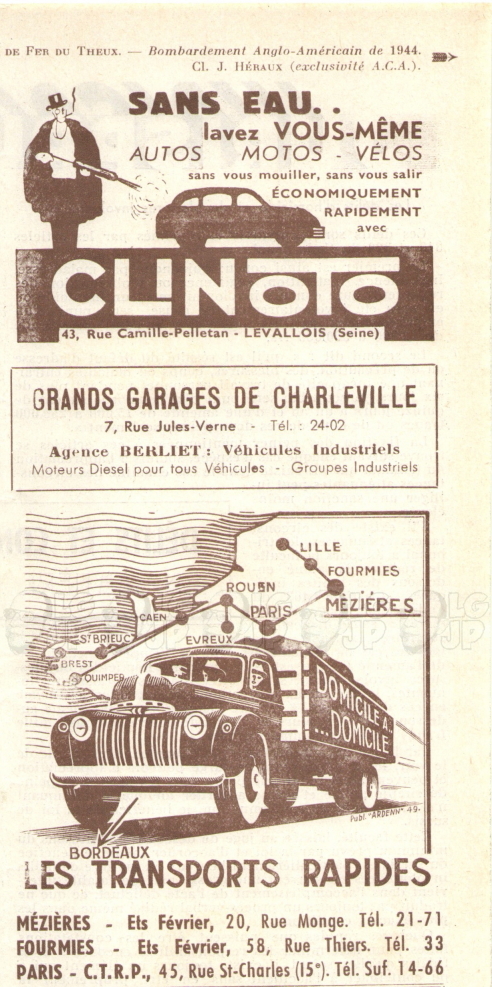 DE FER DU THEUX. — Bombardement Anglo-Américain de 1944.
Cl. J. HÉRAUX (exclusivité A.C.A.).
SANS EAU..
lavez VOUS-MÊME
AUTOS MOTOS - VÉLOS
sans vous mouiller, sans vous salir
ÉCONOMIQUEMENT
RAPIDEMENT
avec
CLINOTO
43, Rue Camille-Pelletan - LEVALLOIS (Seine)
GRANDS GARAGES DE CHARLEVILLE
7, Rue Jules-Verne - Tél. : 24-02
Agence BERLIET : Véhicules Industriels
Moteurs Diesel pour tous Véhicules - Groupes Industriels
LILLE
FOURMIES
MÉZIÈRES
ROUEN
PARIS
CAEN
EVREUX
ST BRIEUC
BREST
QUIMPER
DOMICILE A..
...DOMICILE
Publ. "ARDENN" 49-
BORDEAUX
LES TRANSPORTS RAPIDES
MÉZIÈRES - Ets Février, 20, Rue Monge. Tél. 21-71
FOURMIES - Ets Février, 58, Rue Thiers. Tél. 33
PARIS - C.T.R.P., 45, Rue St-Charles (15°). Tél. Suf. 14-66